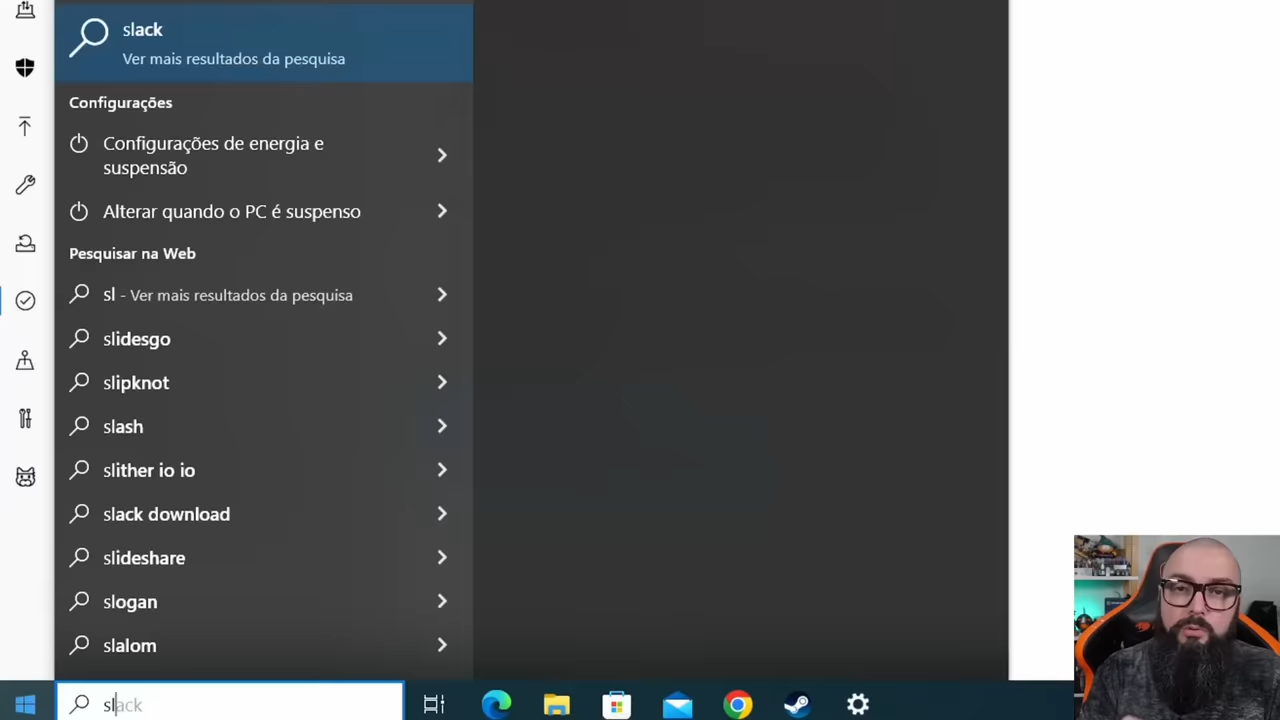 slack
Ver mais resultados da pesquisa
Configurações
Configurações de energia e
suspensão
Alterar quando o PC é suspenso
Pesquisar na Web
sl - Ver mais resultados da pesquisa
slidesgo
slipknot
slash
slither io io
slack download
slideshare
slogan
slalom
slack